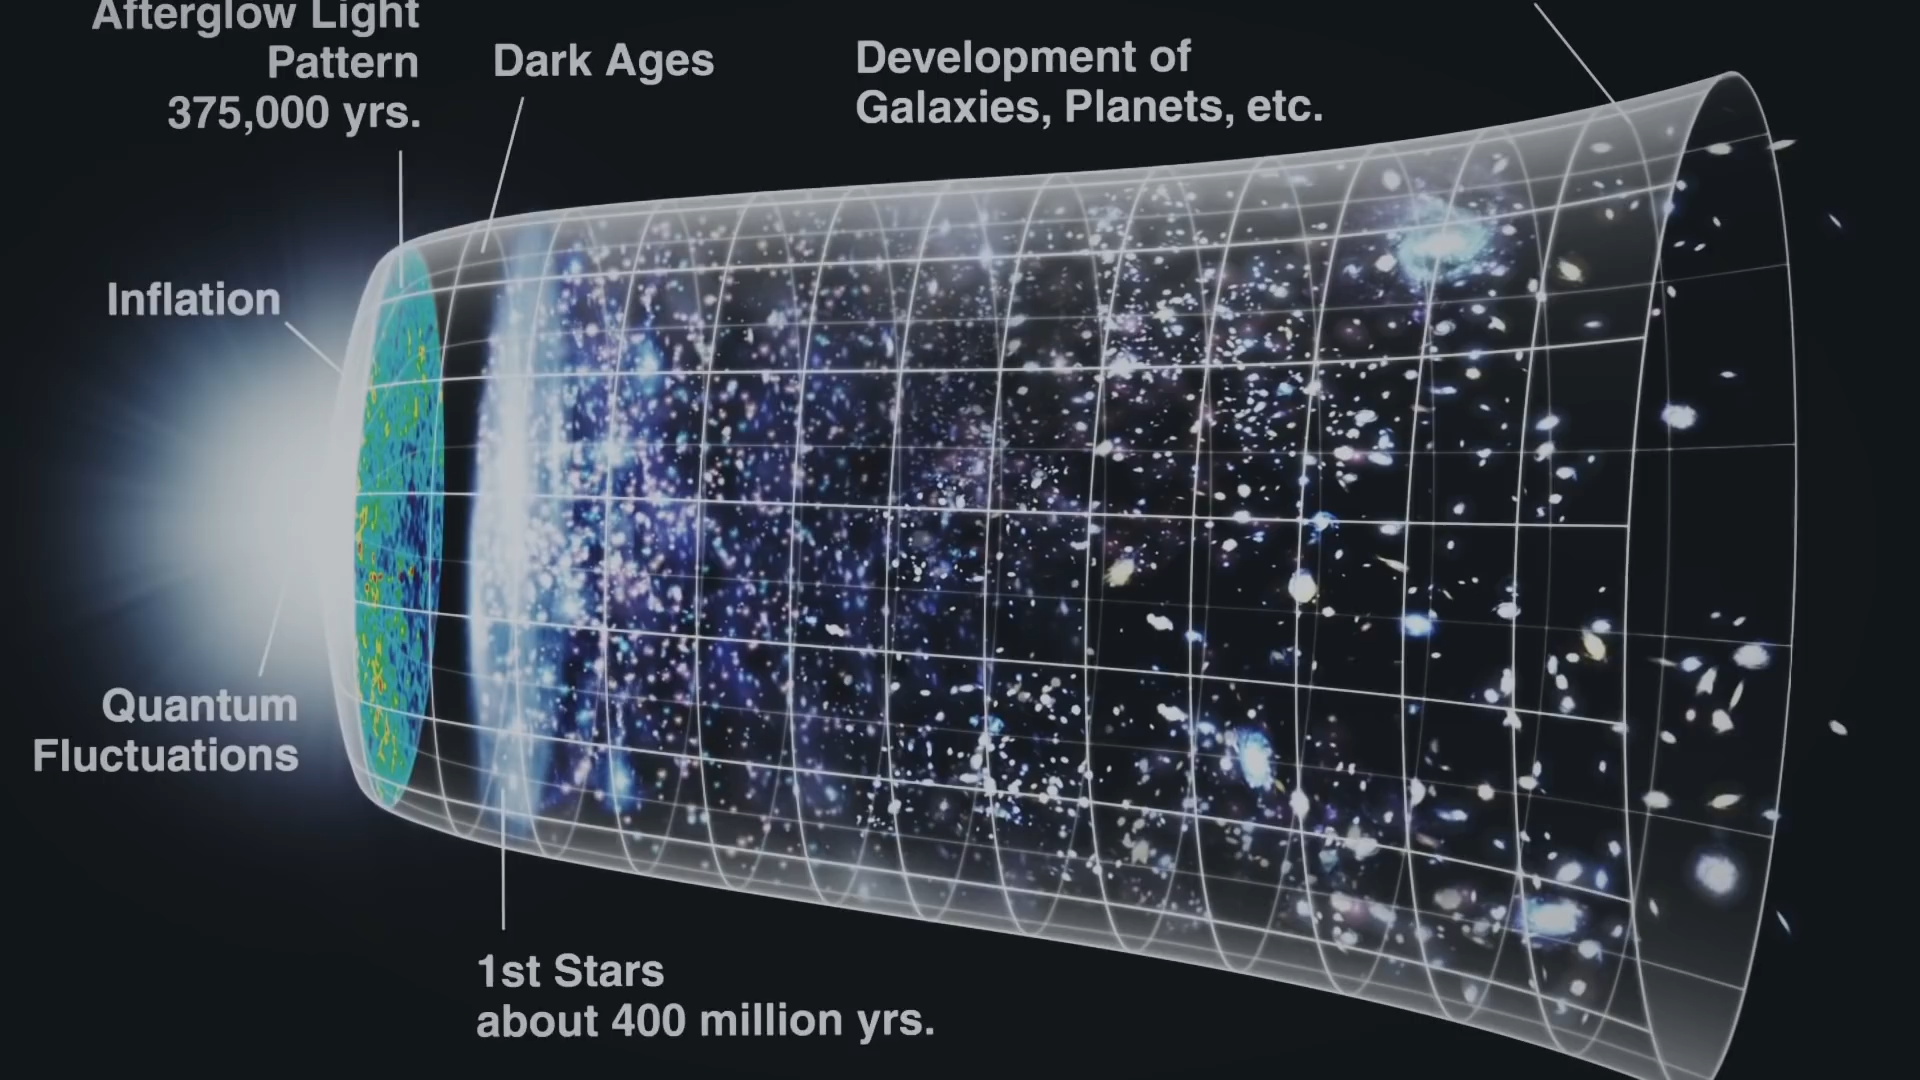 Afterglow Light
Pattern
375,000 yrs.
Dark Ages
Development of
Galaxies, Planets, etc.
Inflation
Quantum
Fluctuations
1st Stars
about 400 million yrs.